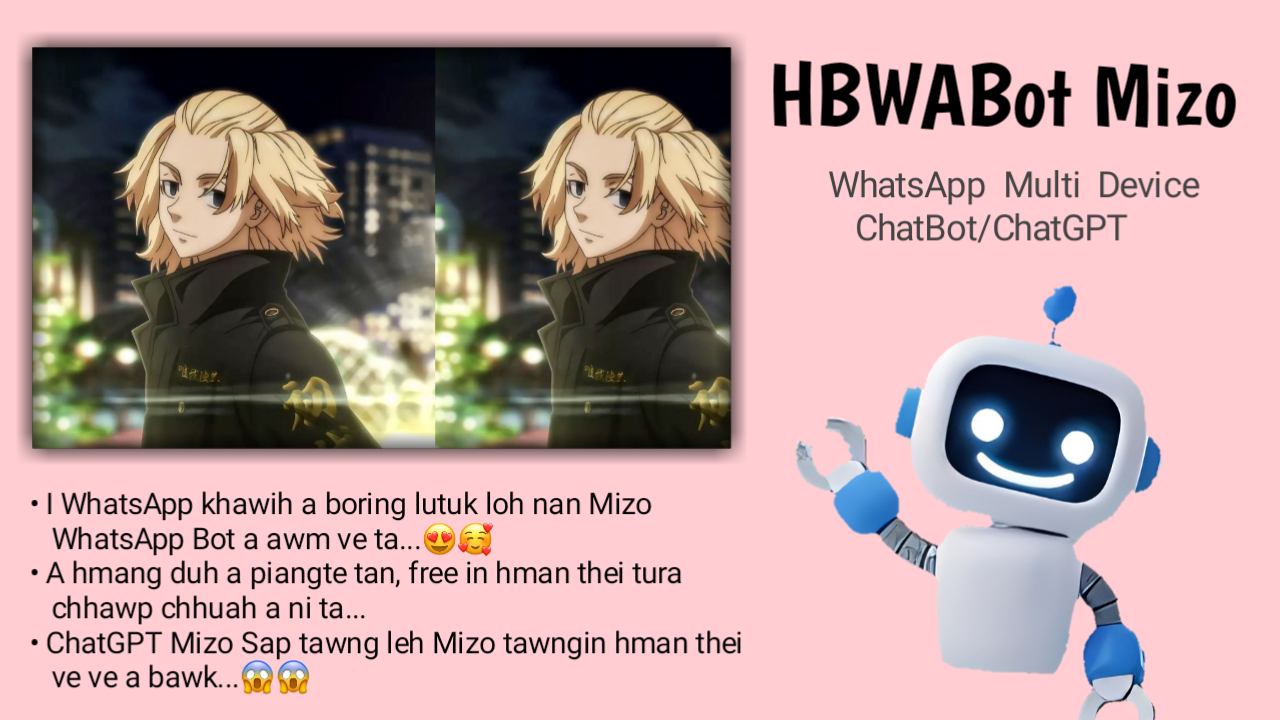 HBWABot Mizo
WhatsApp Multi Device
ChatBot/ChatGPT
• I WhatsApp khawih a boring lutuk loh nan Mizo
WhatsApp Bot a awm ve ta...😍🥰
• A hmang duh a piangte tan, free in hman thei tura
chhawp chhuah a ni ta...
• ChatGPT Mizo Sap tawng leh Mizo tawngin hman thei
ve ve a bawk...😱😱